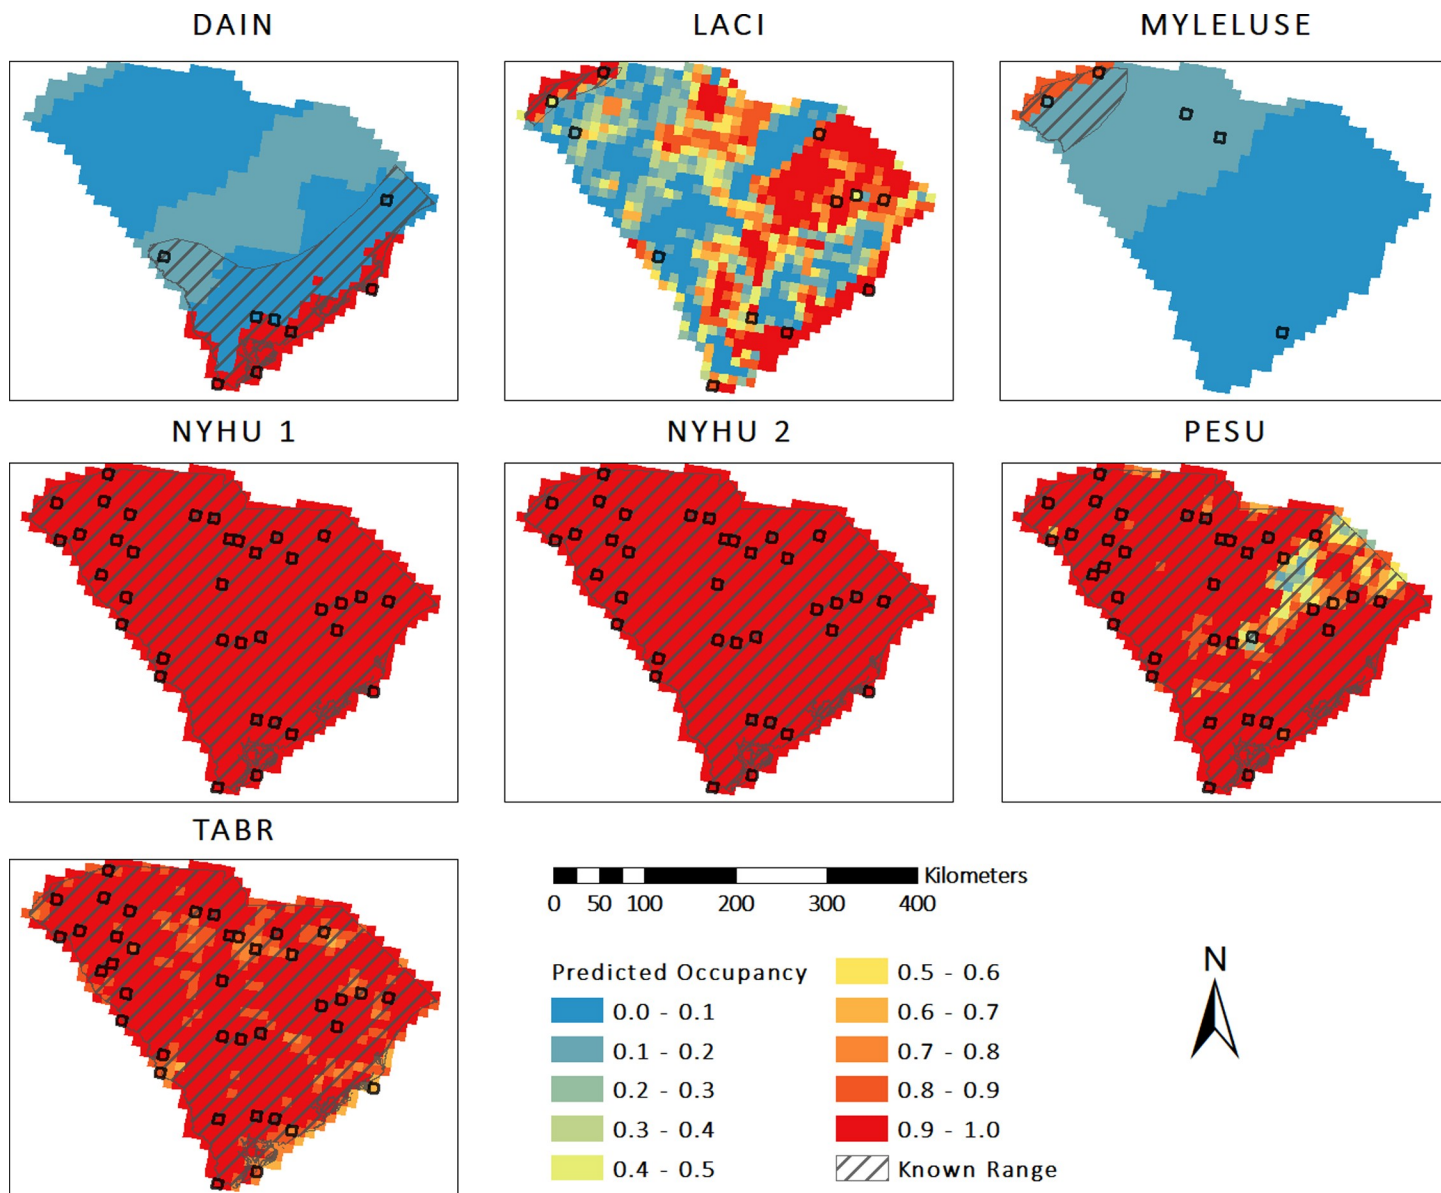 DAIN LACI MYLELUSE
NYHU 1 NYHU 2 PESU
TABR
Kilometers
0 50 100 200 300 400
Predicted Occupancy
0.0 - 0.1
0.1 - 0.2
0.2 - 0.3
0.3 - 0.4
0.4 - 0.5
0.5 - 0.6
0.6 - 0.7
0.7 - 0.8
0.8 - 0.9
0.9 - 1.0
Known Range
N